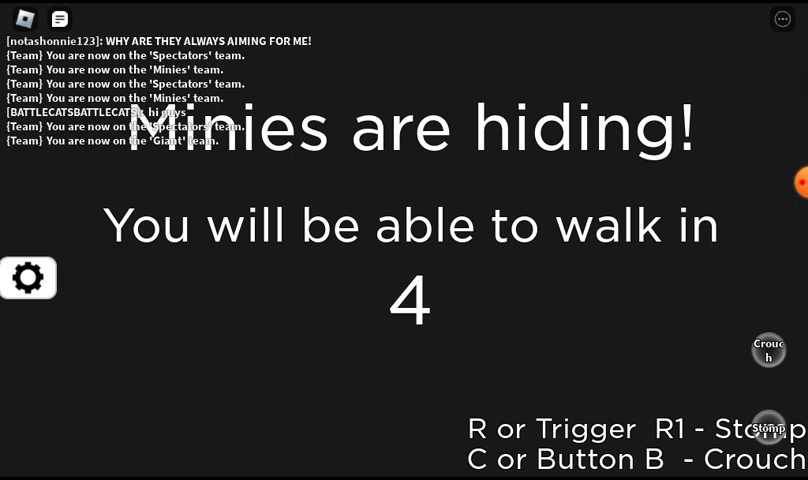 [notashonnie123]: WHY ARE THEY ALWAYS AIMING FOR ME!
{Team} You are now on the 'Spectators' team.
{Team} You are now on the 'Minies' team.
{Team} You are now on the 'Spectators' team.
{Team} You are now on the 'Minies' team.
[BATTLECATSBATTLECATS]: hi guys
{Team} You are now on the 'Spectators' team.
{Team} You are now on the 'Giant' team.
Minies are hiding!
You will be able to walk in
4
Crouc
h
R or Trigger R1 - Stomp
Stomp
C or Button B - Crouch